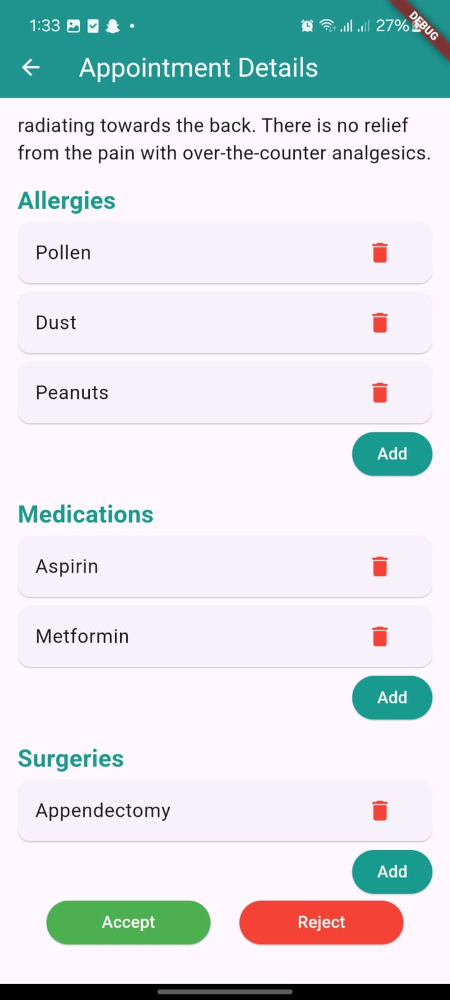 1:33
27%
DEBUG
Appointment Details
radiating towards the back. There is no relief
from the pain with over-the-counter analgesics.
Allergies
Pollen
Dust
Peanuts
Add
Medications
Aspirin
Metformin
Add
Surgeries
Appendectomy
Add
Accept
Reject